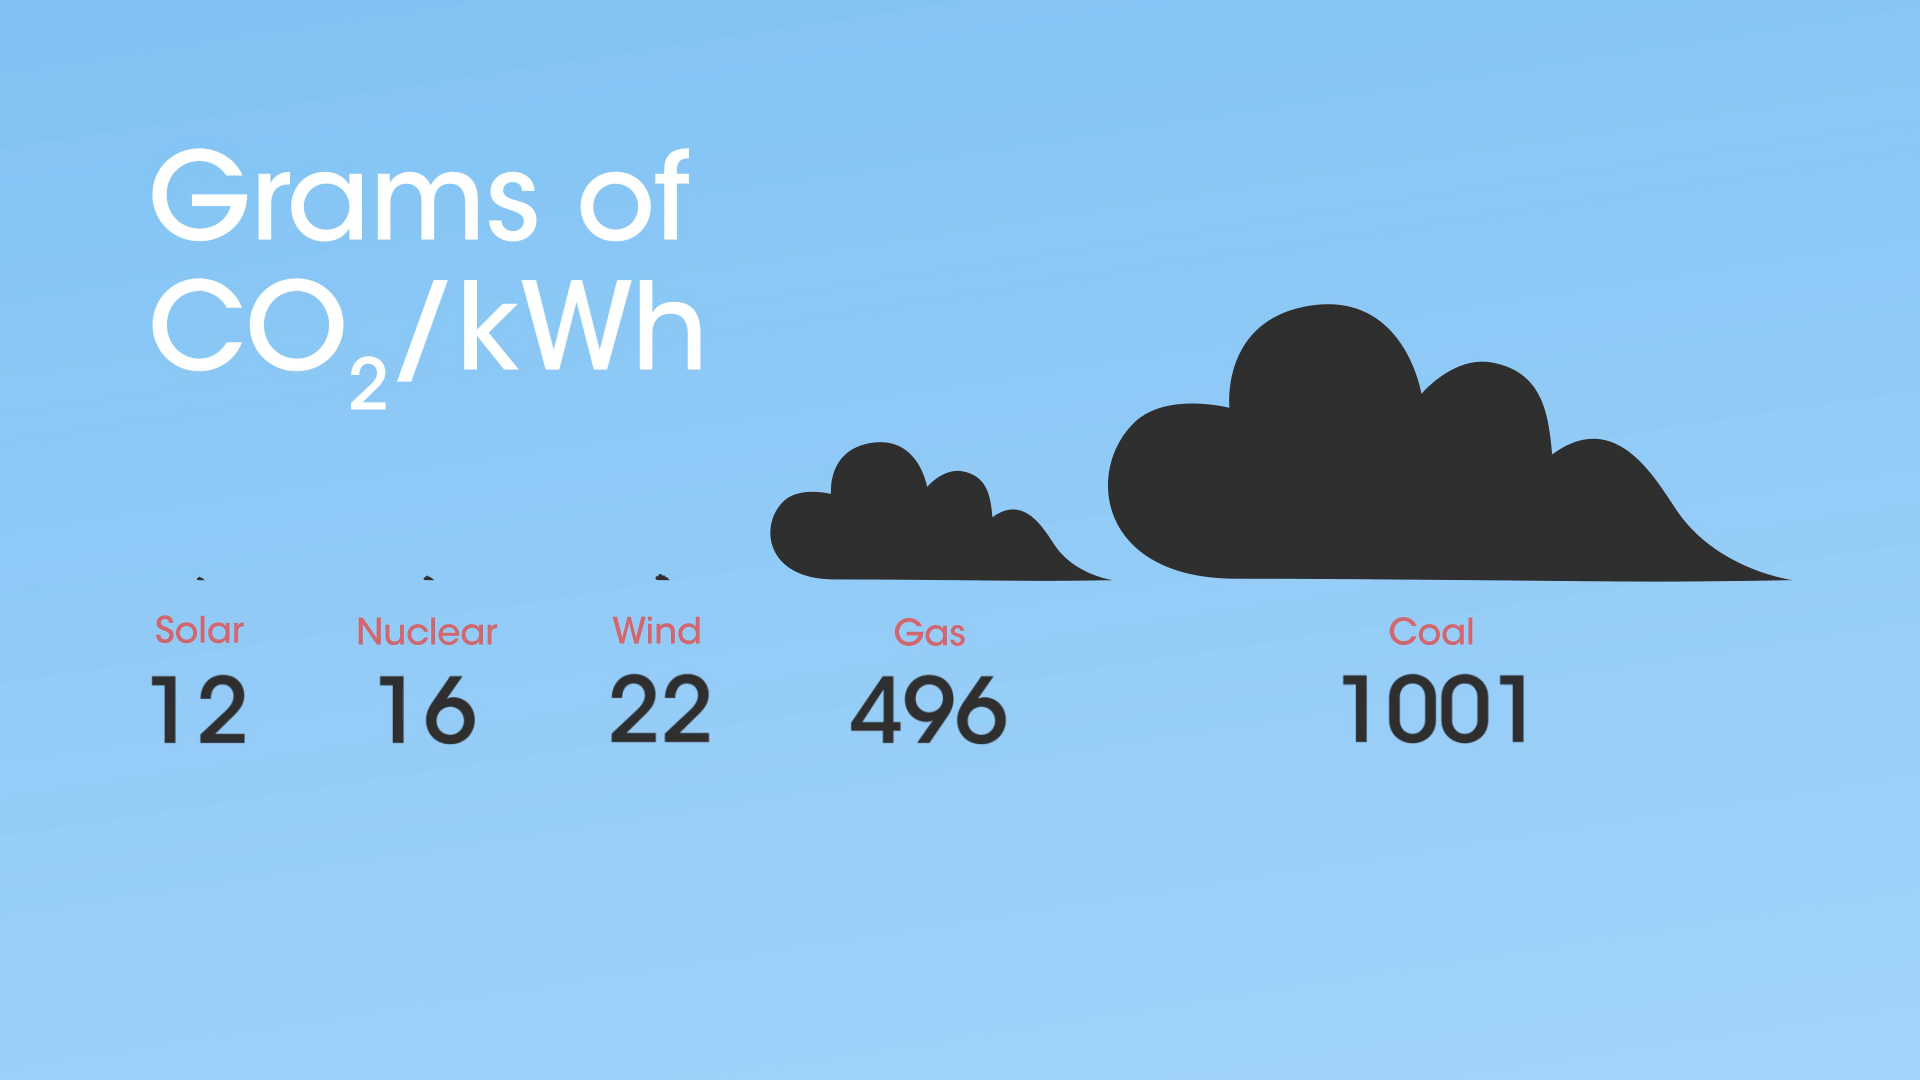 Grams of
CO₂/kWh
Solar Nuclear Wind Gas Coal
12 16 22 496 1001